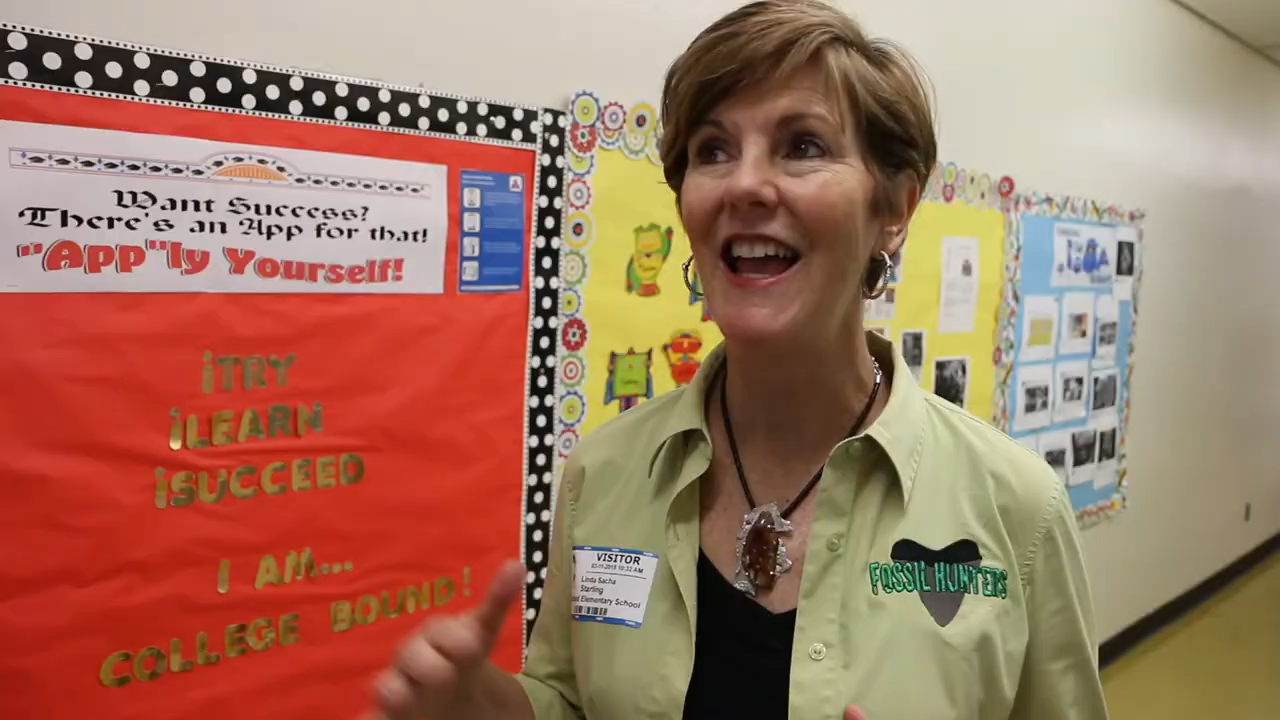 Want Success?
There's an App for that!
"App"ly Yourself!
iTRY
iLEARN
iSUCCEED
I AM...
COLLEGE BOUND!
VISITOR
Linda Sacha
Starling
Elementary School
FOSSIL HUNTERS